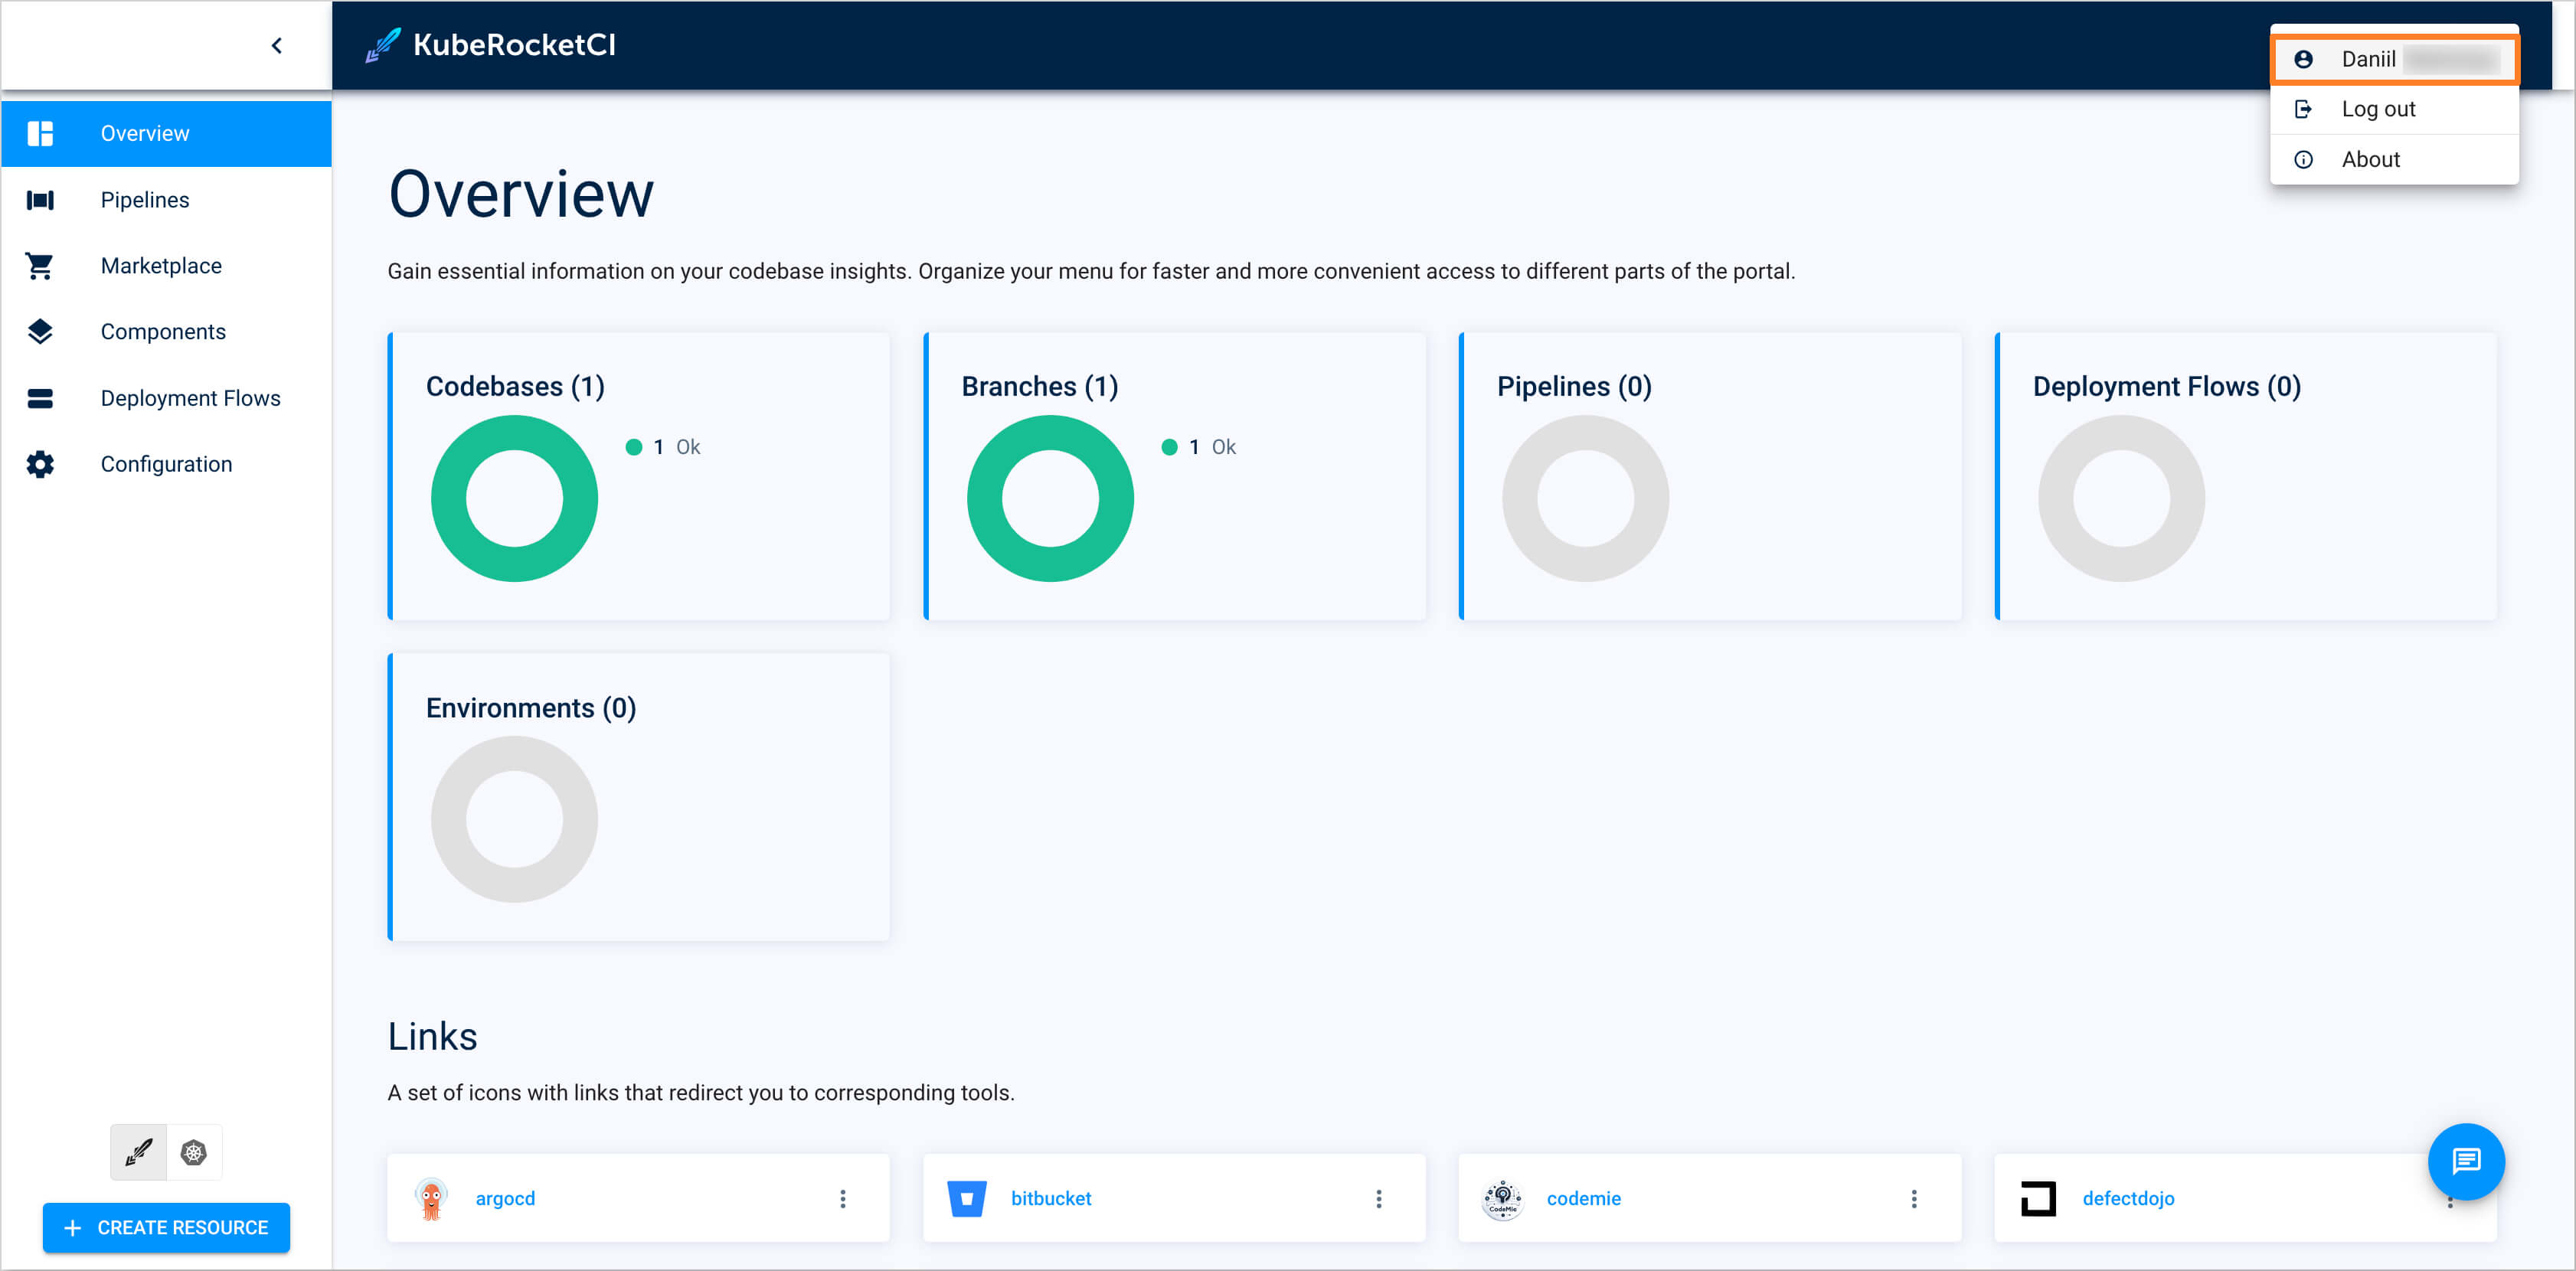 KubeRocketCI
Daniil
Log out
About
Overview
Pipelines
Marketplace
Components
Deployment Flows
Configuration
CREATE RESOURCE
Overview
Gain essential information on your codebase insights. Organize your menu for faster and more convenient access to different parts of the portal.
Codebases (1)
1 Ok
Branches (1)
1 Ok
Pipelines (0)
Deployment Flows (0)
Environments (0)
Links
A set of icons with links that redirect you to corresponding tools.
argocd
bitbucket
CodeMie
codemie
defectdojo